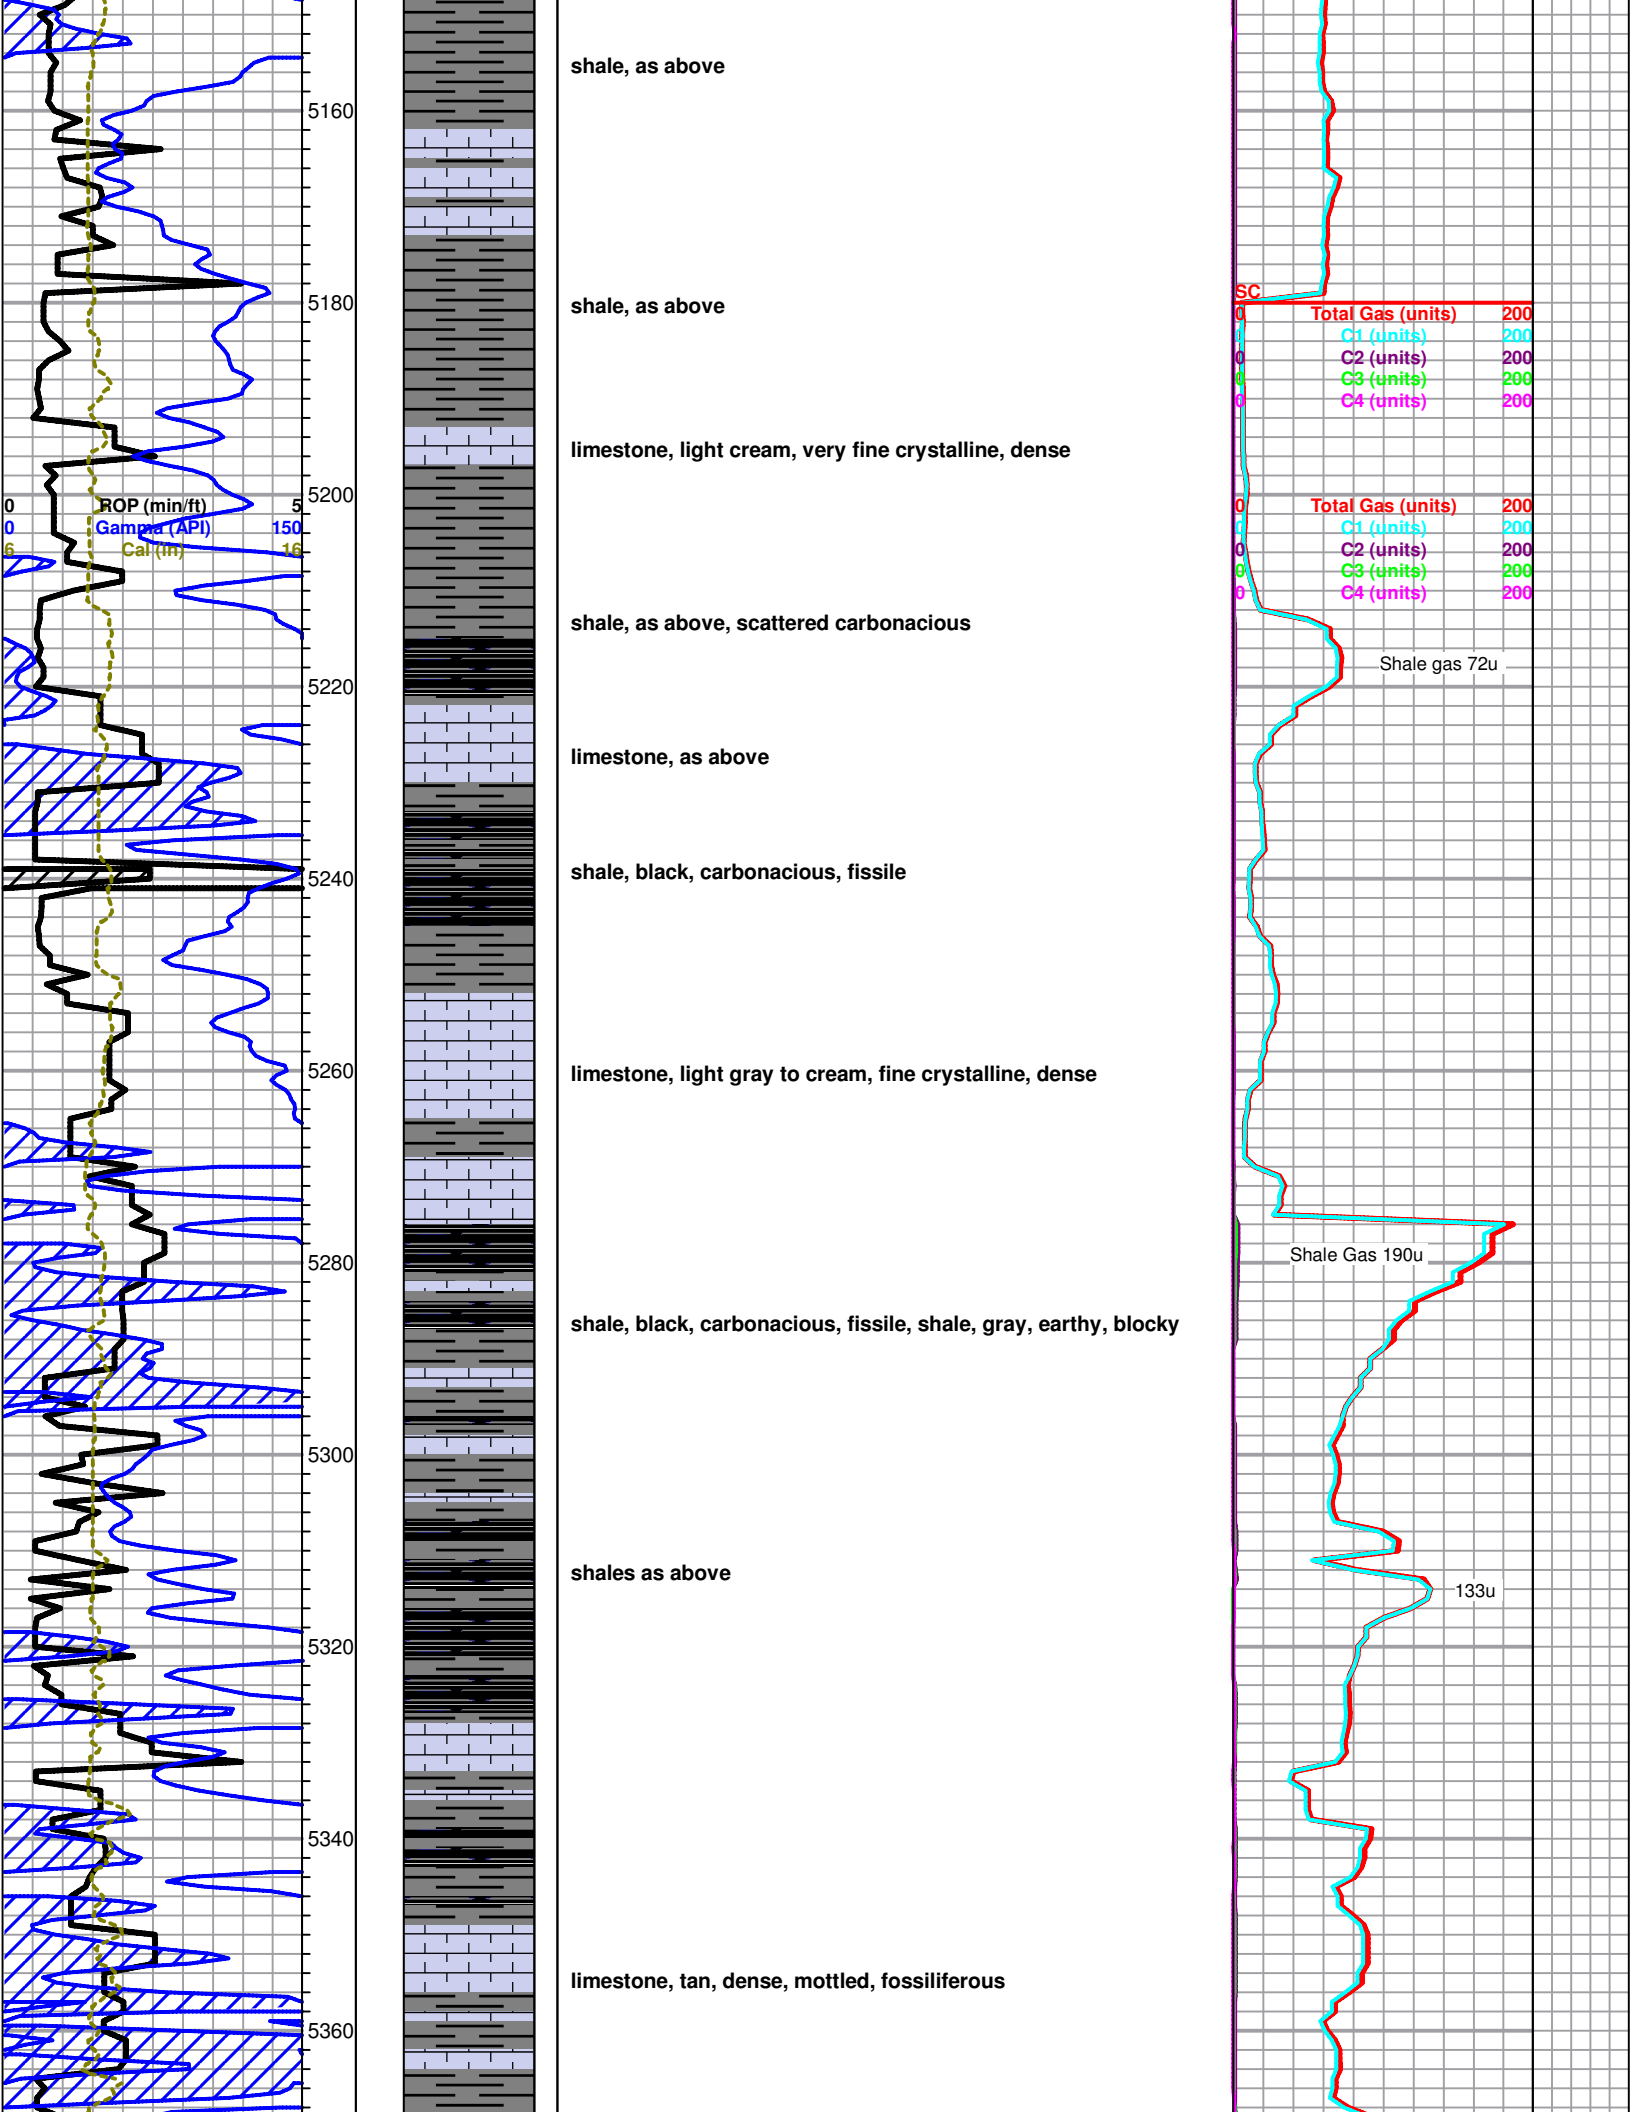 shale, as above
5160
SC
5180
shale, as above
0 Total Gas (units) 200
0 C1 (units) 200
0 C2 (units) 200
0 C3 (units) 200
0 C4 (units) 200
limestone, light cream, very fine crystalline, dense
5200
0 ROP (min/ft) 5
0 Gamma (API) 150
6 Cal (in) 16
0 Total Gas (units) 200
0 C1 (units) 200
0 C2 (units) 200
0 C3 (units) 200
0 C4 (units) 200
shale, as above, scattered carbonacious
Shale gas 72u
5220
limestone, as above
shale, black, carbonacious, fissile
5240
5260
limestone, light gray to cream, fine crystalline, dense
Shale Gas 190u
5280
shale, black, carbonacious, fissile, shale, gray, earthy, blocky
5300
shales as above
133u
5320
5340
limestone, tan, dense, mottled, fossiliferous
5360